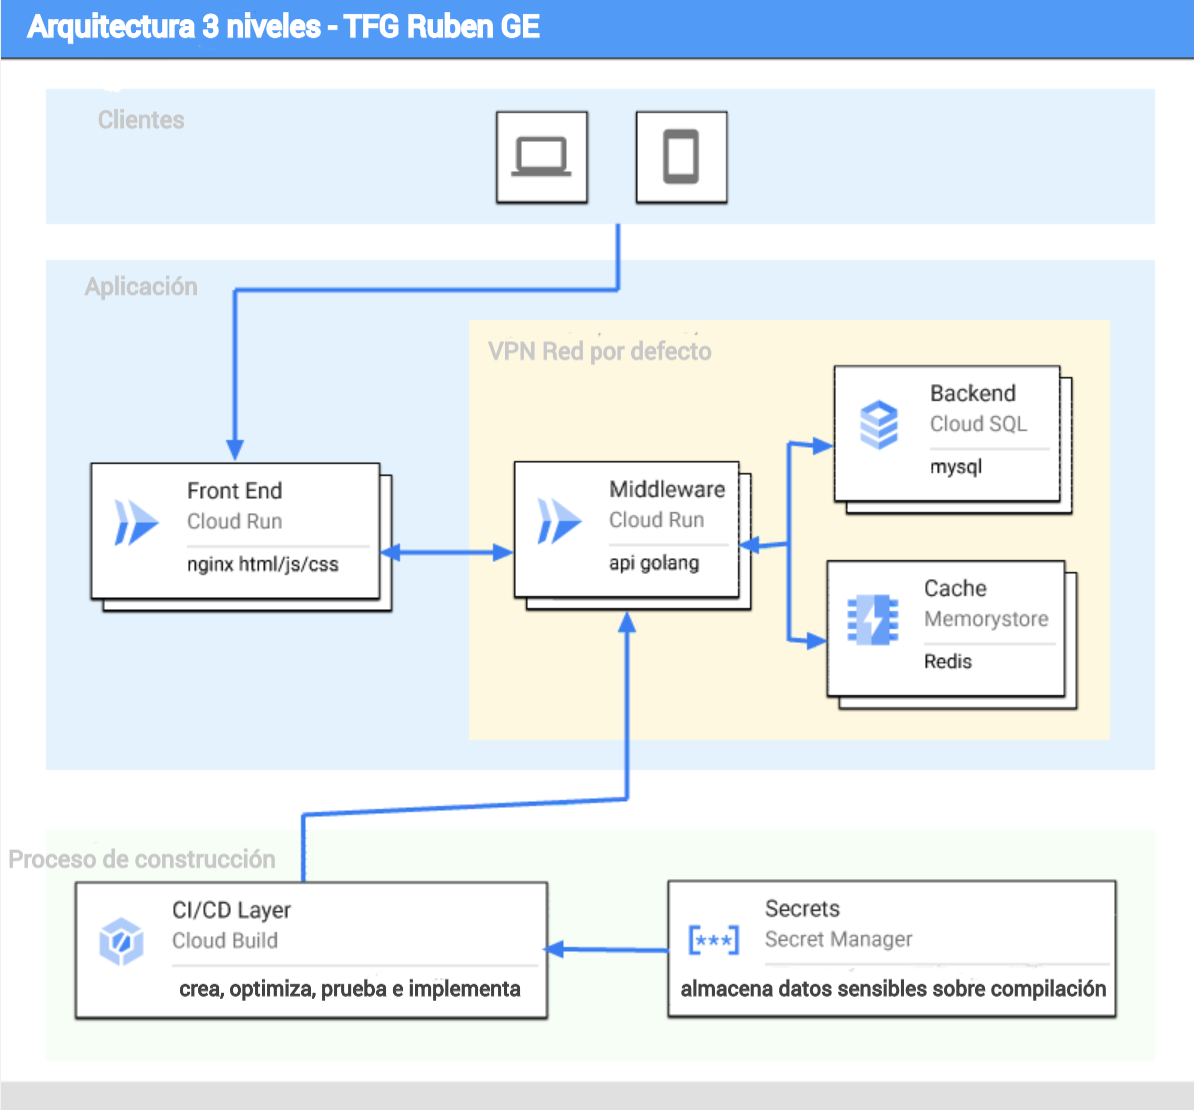 Arquitectura 3 niveles - TFG Ruben GE
Clientes
Aplicación
VPN Red por defecto
Backend
Cloud SQL
mysql
Front End
Cloud Run
nginx html/js/css
Middleware
Cloud Run
api golang
Cache
Memorystore
Redis
Proceso de construcción
CI/CD Layer
Cloud Build
crea, optimiza, prueba e implementa
Secrets
Secret Manager
[***]
almacena datos sensibles sobre compilación